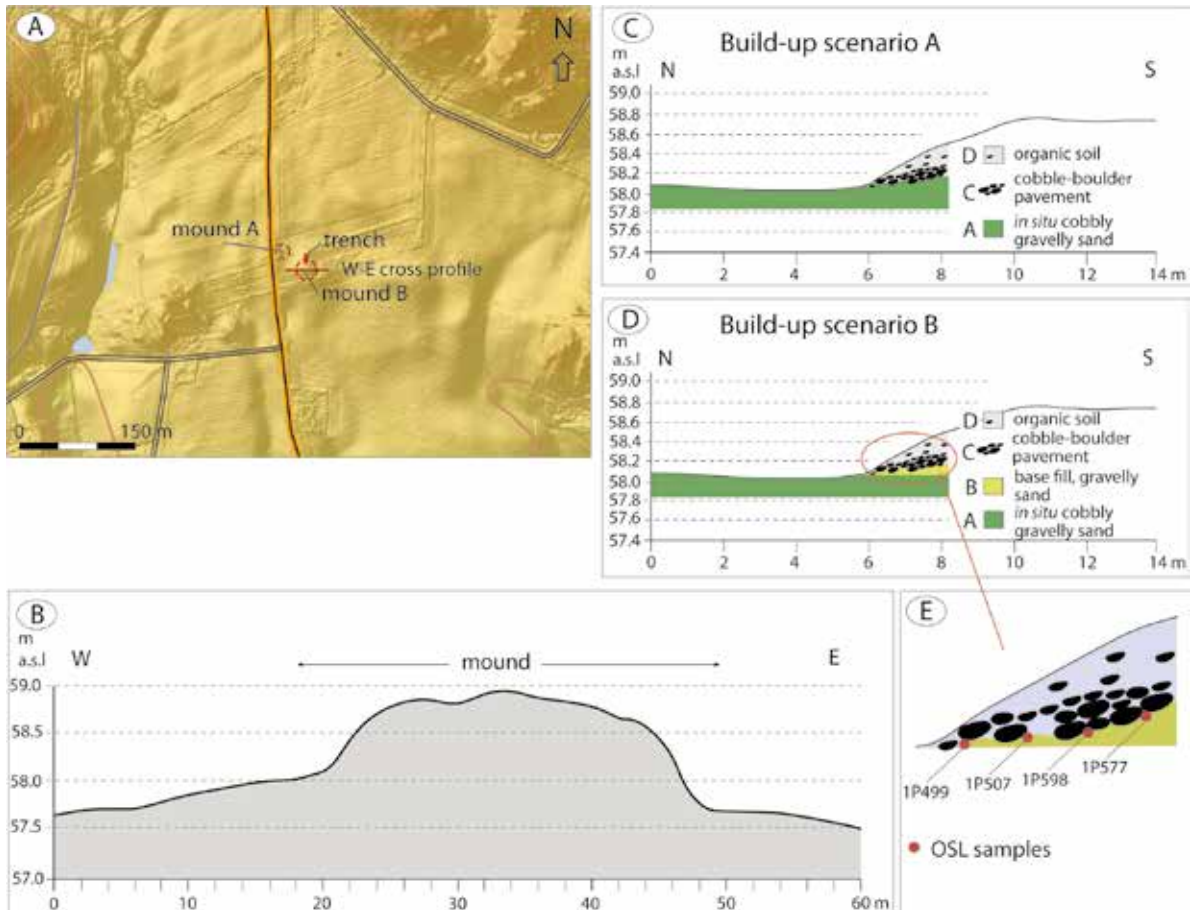 A
N
mound A
trench
W-E cross profile
mound B
0 150 m
C
Build-up scenario A
m
a.s.l
N S
59.0
58.8
58.6
58.4
58.2
58.0
57.8
57.6
57.4
0 2 4 6 8 10 12 14 m
D organic soil
C cobble-boulder
pavement
A in situ cobbly
gravelly sand
D
Build-up scenario B
m
a.s.l
N S
59.0
58.8
58.6
58.4
58.2
58.0
57.8
57.6
57.4
0 2 4 6 8 10 12 14 m
D organic soil
C cobble-boulder
pavement
B base fill, gravelly
sand
A in situ cobbly
gravelly sand
B
m
a.s.l
W E
mound
59.0
58.5
58.0
57.5
57.0
0 10 20 30 40 50 60 m
E
1P499
1P507
1P598
1P577
OSL samples